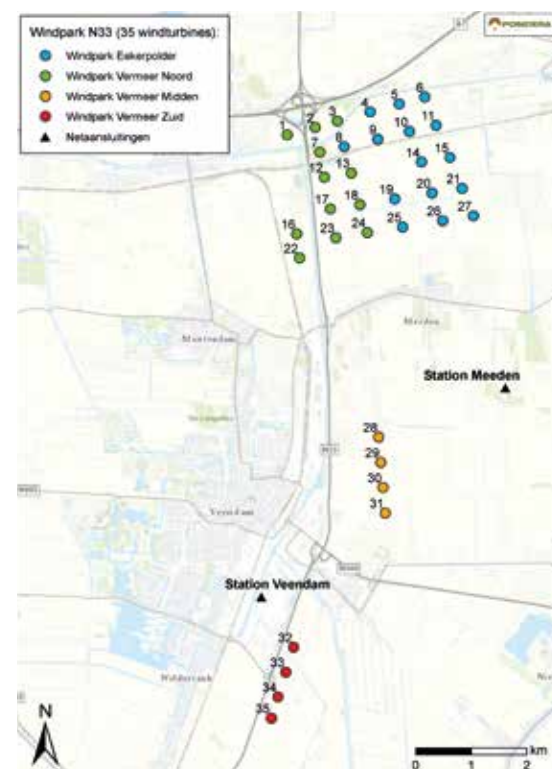 Windpark N33 (35 windturbines):
Windpark Eekerpolder
Windpark Vermeer Noord
Windpark Vermeer Midden
Windpark Vermeer Zuid
Netaansluitingen
PONDERA
6
5
4
3
2
1
11
10
9
8
7
15
14
13
12
21
20
19
18
17
16
27
26
25
24
23
22
Meeden
Muntendam
Station Meeden
28
29
30
31
Veendam
Station Veendam
32
33
34
35
Wildervank
N
km
0 1 2